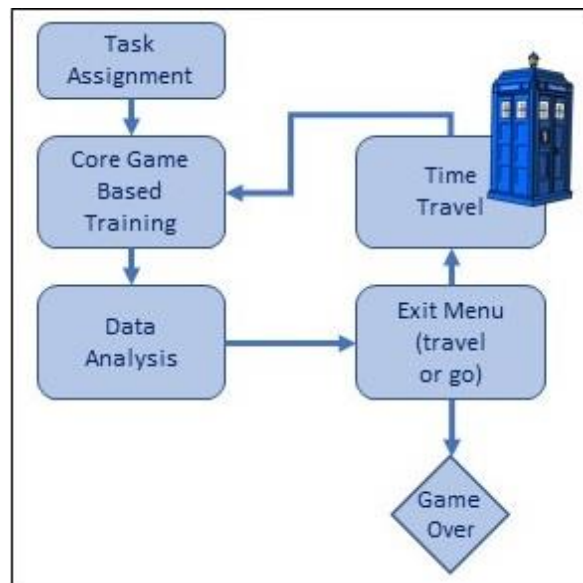 Task
Assignment
Core Game
Based
Training
Time
Travel
Data
Analysis
Exit Menu
(travel
or go)
Game
Over